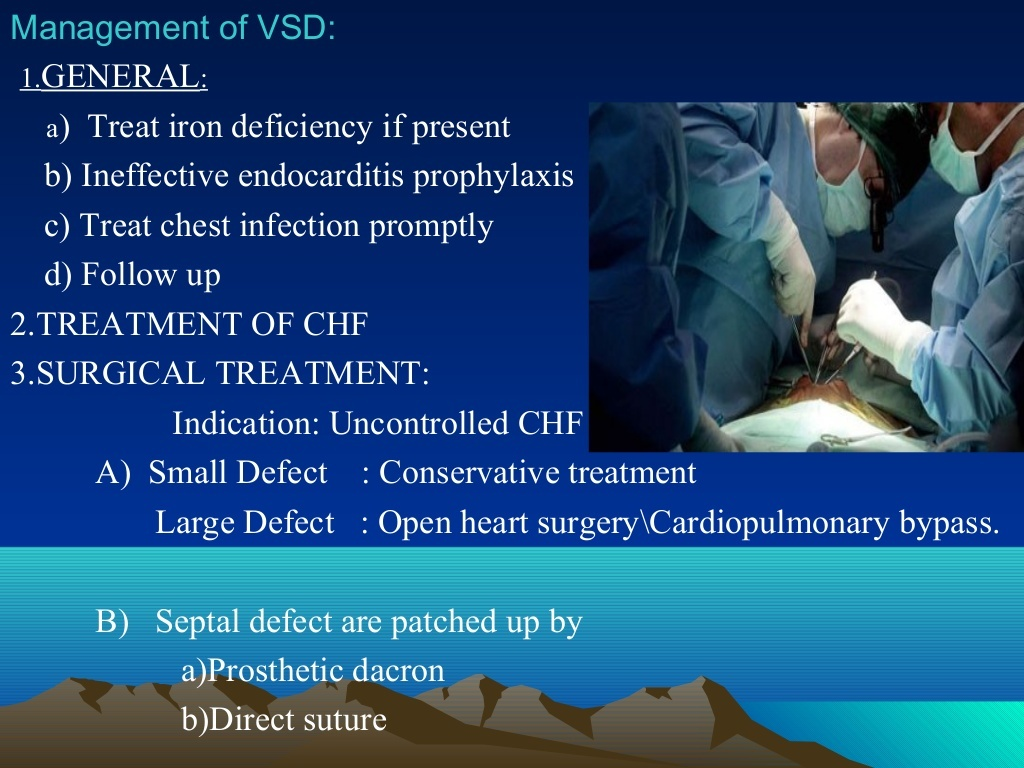 Management of VSD:
1.GENERAL:
a) Treat iron deficiency if present
b) Ineffective endocarditis prophylaxis
c) Treat chest infection promptly
d) Follow up
2.TREATMENT OF CHF
3.SURGICAL TREATMENT:
Indication: Uncontrolled CHF
A) Small Defect : Conservative treatment
Large Defect : Open heart surgery\Cardiopulmonary bypass.
B) Septal defect are patched up by
a)Prosthetic dacron
b)Direct suture